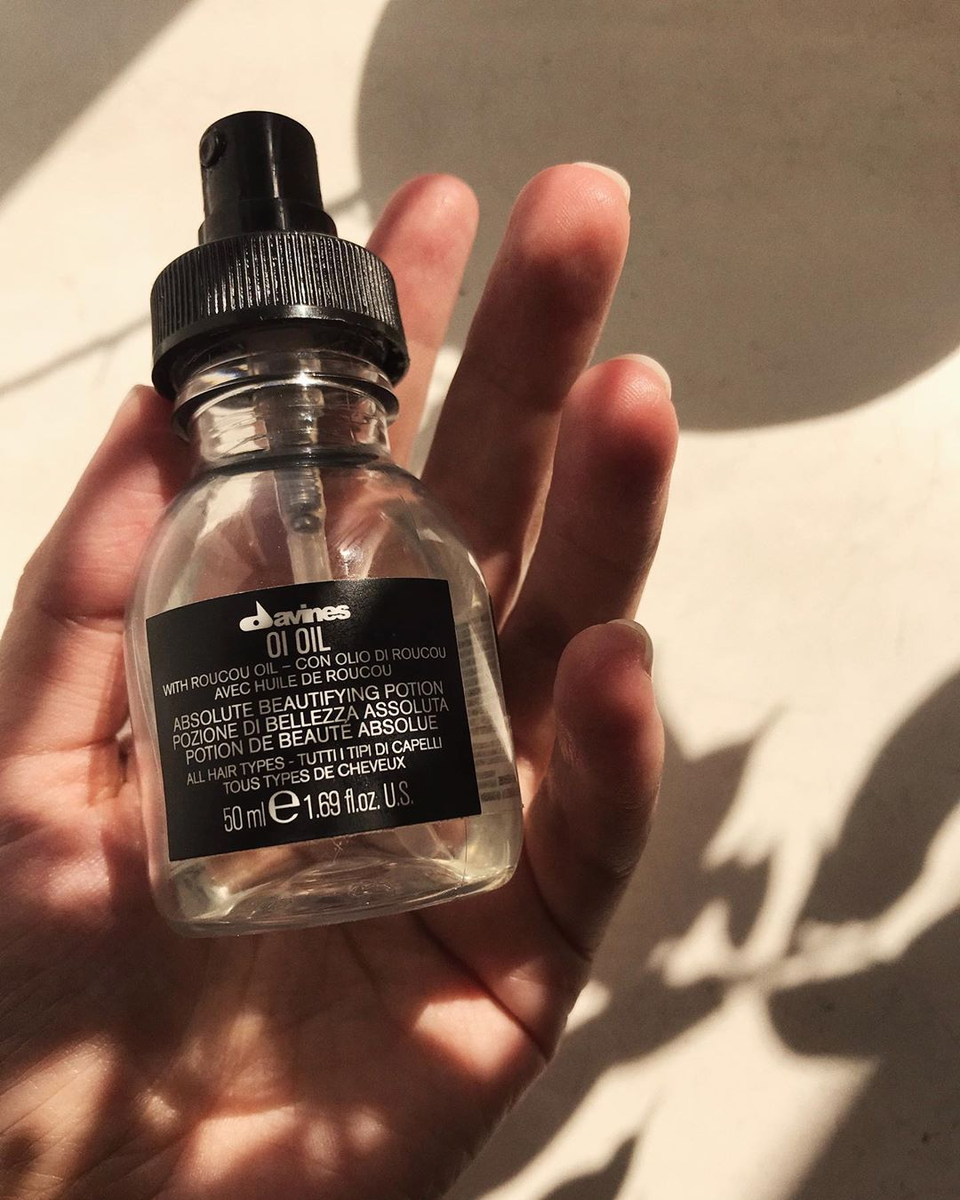 davines
OI OIL
WITH ROUCOU OIL – CON OLIO DI ROUCOU
AVEC HUILE DE ROUCOU
ABSOLUTE BEAUTIFYING POTION
POZIONE DI BELLEZZA ASSOLUTA
POTION DE BEAUTÉ ABSOLUE
ALL HAIR TYPES - TUTTI I TIPI DI CAPELLI
TOUS TYPES DE CHEVEUX
50 ml e 1.69 fl.oz. U.S.